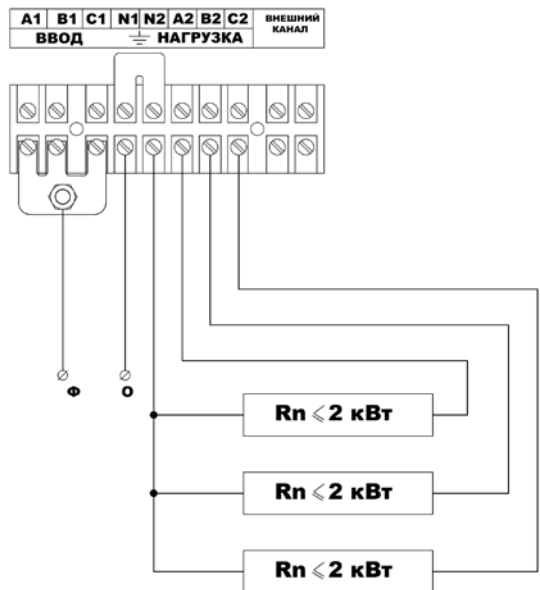 A1 B1 C1 N1 N2 A2 B2 C2 ВНЕШНИЙ
КАНАЛ
ВВОД НАГРУЗКА
Ф О
Rn ⩽ 2 кВт
Rn ⩽ 2 кВт
Rn ⩽ 2 кВт